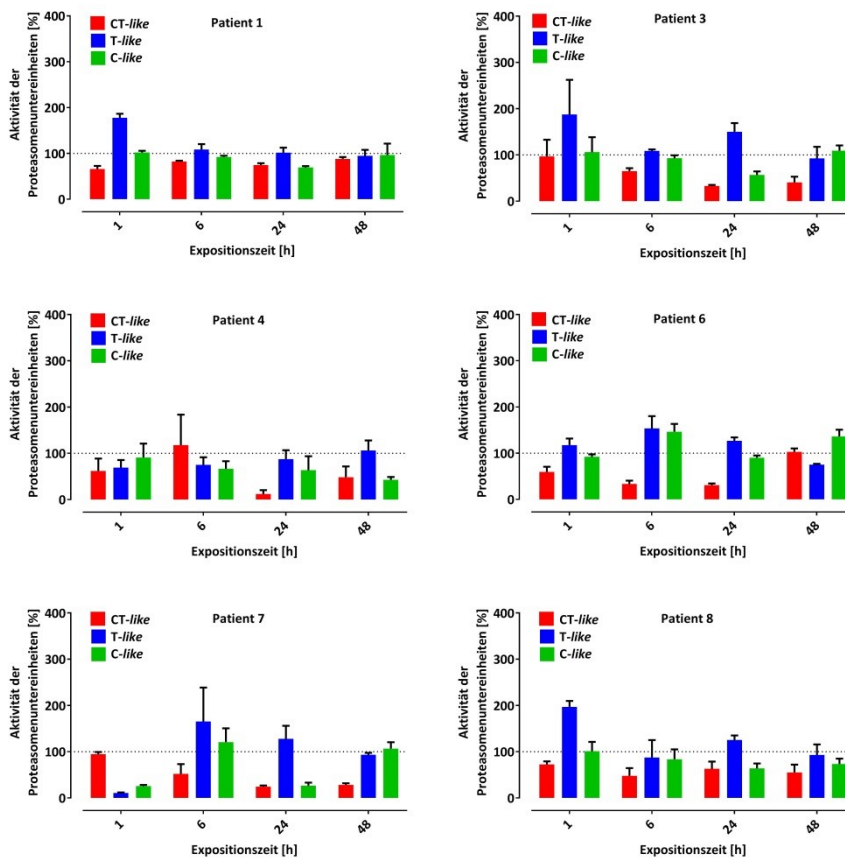 Patient 1
CT-like
T-like
C-like
Aktivität der
Proteasomenuntereinheiten [%]
400
300
200
100
0
1
6
24
48
Expositionszeit [h]
Patient 3
CT-like
T-like
C-like
Aktivität der
Proteasomenuntereinheiten [%]
400
300
200
100
0
1
6
24
48
Expositionszeit [h]
Patient 4
CT-like
T-like
C-like
Aktivität der
Proteasomenuntereinheiten [%]
400
300
200
100
0
1
6
24
48
Expositionszeit [h]
Patient 6
CT-like
T-like
C-like
Aktivität der
Proteasomenuntereinheiten [%]
400
300
200
100
0
1
6
24
48
Expositionszeit [h]
Patient 7
CT-like
T-like
C-like
Aktivität der
Proteasomenuntereinheiten [%]
400
300
200
100
0
1
6
24
48
Expositionszeit [h]
Patient 8
CT-like
T-like
C-like
Aktivität der
Proteasomenuntereinheiten [%]
400
300
200
100
0
1
6
24
48
Expositionszeit [h]